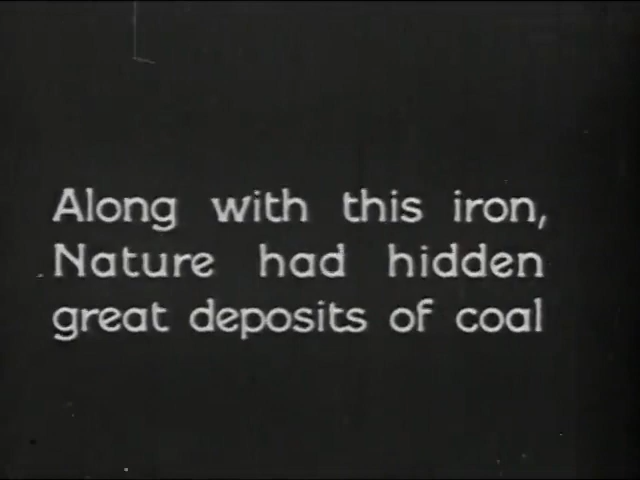 Along with this iron,
Nature had hidden
great deposits of coal